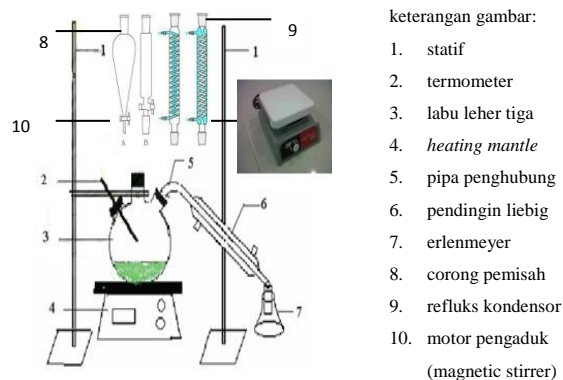 8
1
1
9
10
A
B
2
5
3
6
4
7
keterangan gambar:
1. statif
2. termometer
3. labu leher tiga
4. heating mantle
5. pipa penghubung
6. pendingin liebig
7. erlenmeyer
8. corong pemisah
9. refluks kondensor
10. motor pengaduk
(magnetic stirrer)